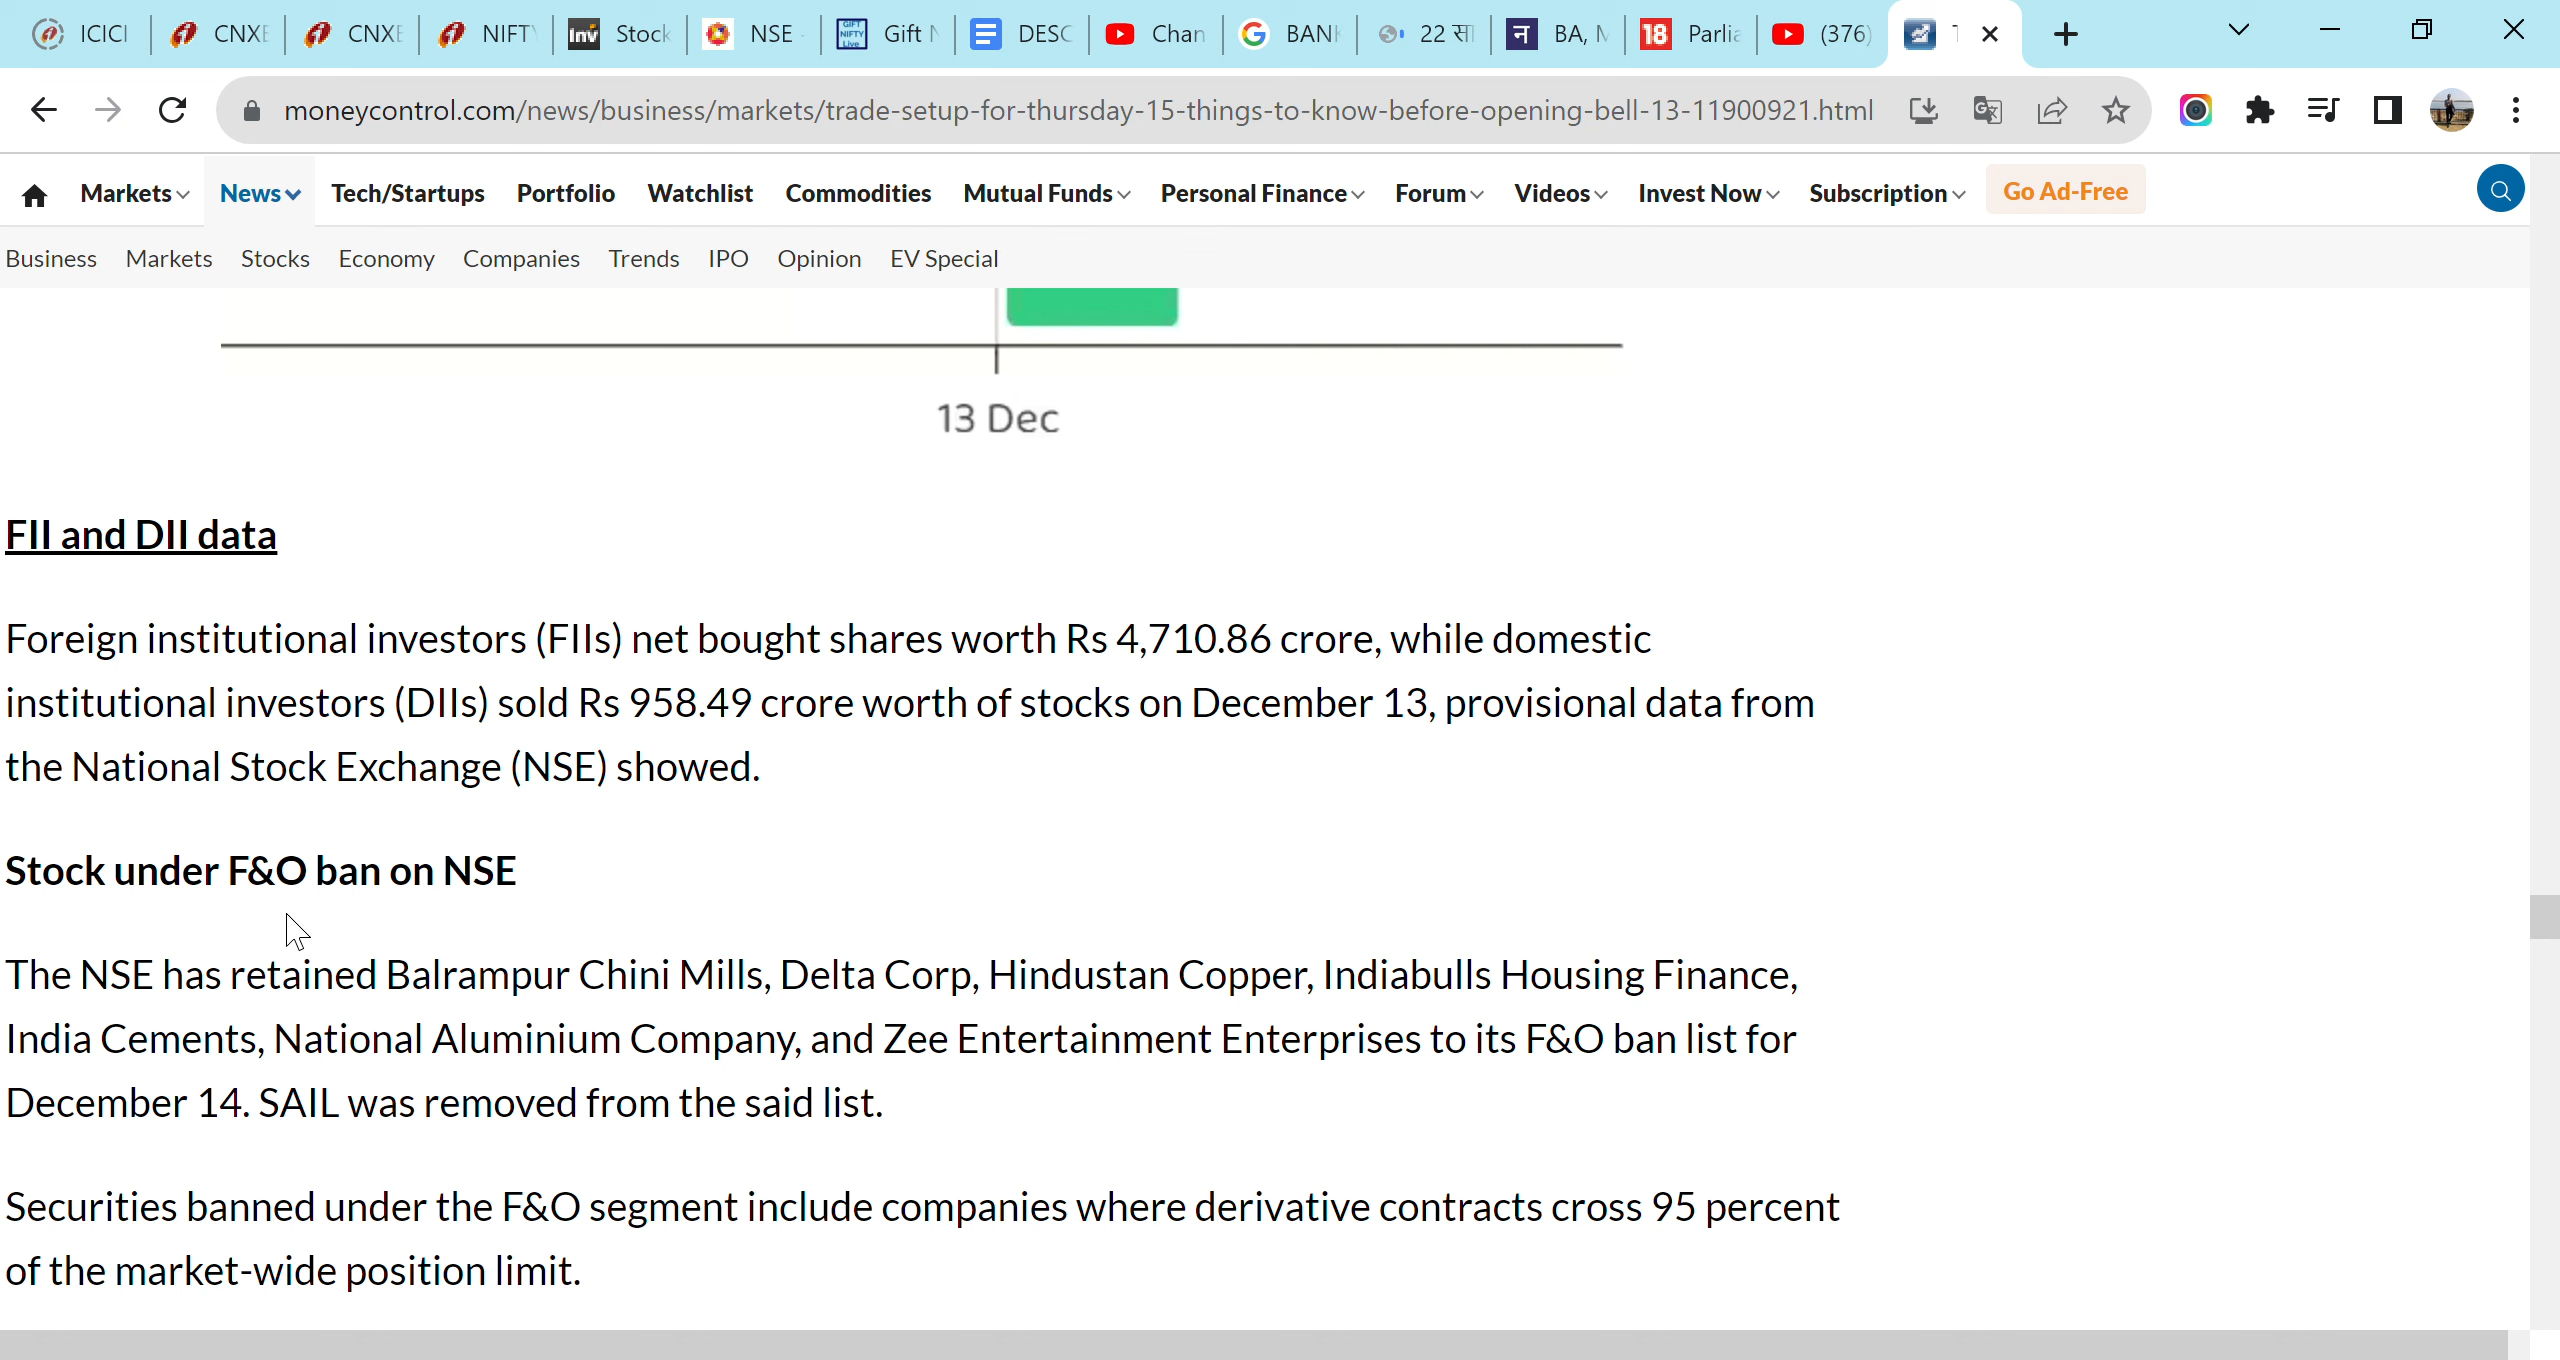 ICICI CNXE CNXE NIFTY Stock NSE - Gift DESC Chan BANK 22 BA, Parlia (376)
moneycontrol.com/news/business/markets/trade-setup-for-thursday-15-things-to-know-before-opening-bell-13-11900921.html
Markets News Tech/Startups Portfolio Watchlist Commodities Mutual Funds Personal Finance Forum Videos Invest Now Subscription Go Ad-Free
Business Markets Stocks Economy Companies Trends IPO Opinion EV Special
13 Dec
FII and DII data
Foreign institutional investors (FIIs) net bought shares worth Rs 4,710.86 crore, while domestic
institutional investors (DIIs) sold Rs 958.49 crore worth of stocks on December 13, provisional data from
the National Stock Exchange (NSE) showed.
Stock under F&O ban on NSE
The NSE has retained Balrampur Chini Mills, Delta Corp, Hindustan Copper, Indiabulls Housing Finance,
India Cements, National Aluminium Company, and Zee Entertainment Enterprises to its F&O ban list for
December 14. SAIL was removed from the said list.
Securities banned under the F&O segment include companies where derivative contracts cross 95 percent
of the market-wide position limit.